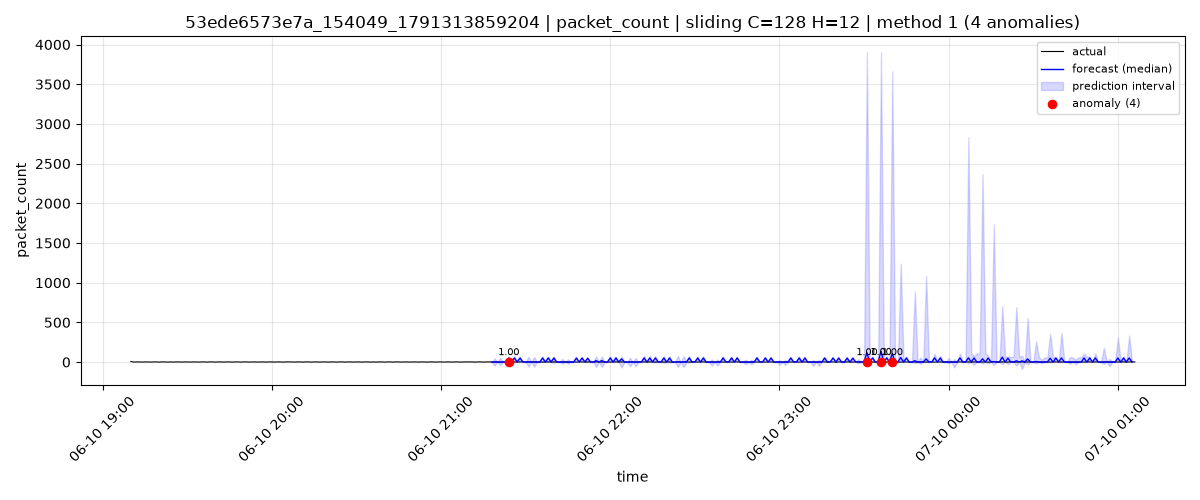 53ede6573e7a_154049_1791313859204 | packet_count | sliding C=128 H=12 | method 1 (4 anomalies)
packet_count
4000
3500
3000
2500
2000
1500
1000
500
0
actual
forecast (median)
prediction interval
anomaly (4)
1.00
06-10 19:00
06-10 20:00
06-10 21:00
06-10 22:00
06-10 23:00
07-10 00:00
07-10 01:00
time